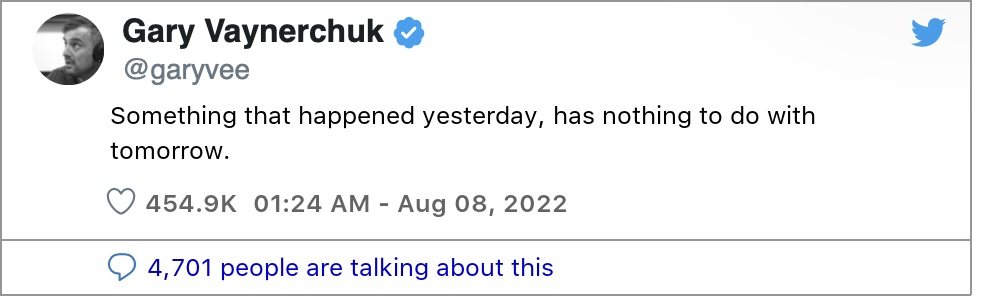 Gary Vaynerchuk
@garyvee
Something that happened yesterday, has nothing to do with
tomorrow.
454.9K 01:24 AM - Aug 08, 2022
4,701 people are talking about this